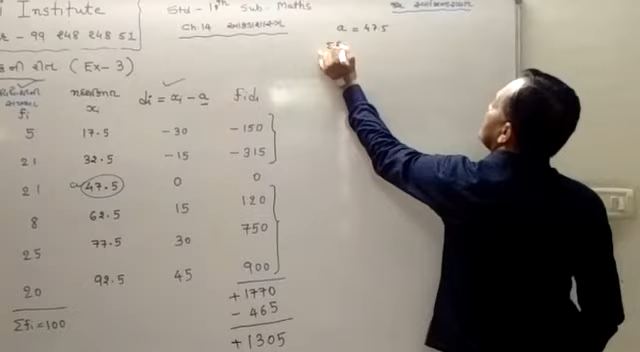 Institute
Std - 10th Sub - Maths
- 99 248 248 51
Ch. 14 આંકડાશાસ્ત્ર
ની રીત (Ex - 3)
a = 47.5
fi
xi
di = xi - a
fidi
5 17.5 -30 -150
21 32.5 -15 -315
21 a 47.5 0 0
8 62.5 15 120
25 77.5 30 750
20 92.5 45 900
Σfi = 100
+1770
- 465
+1305